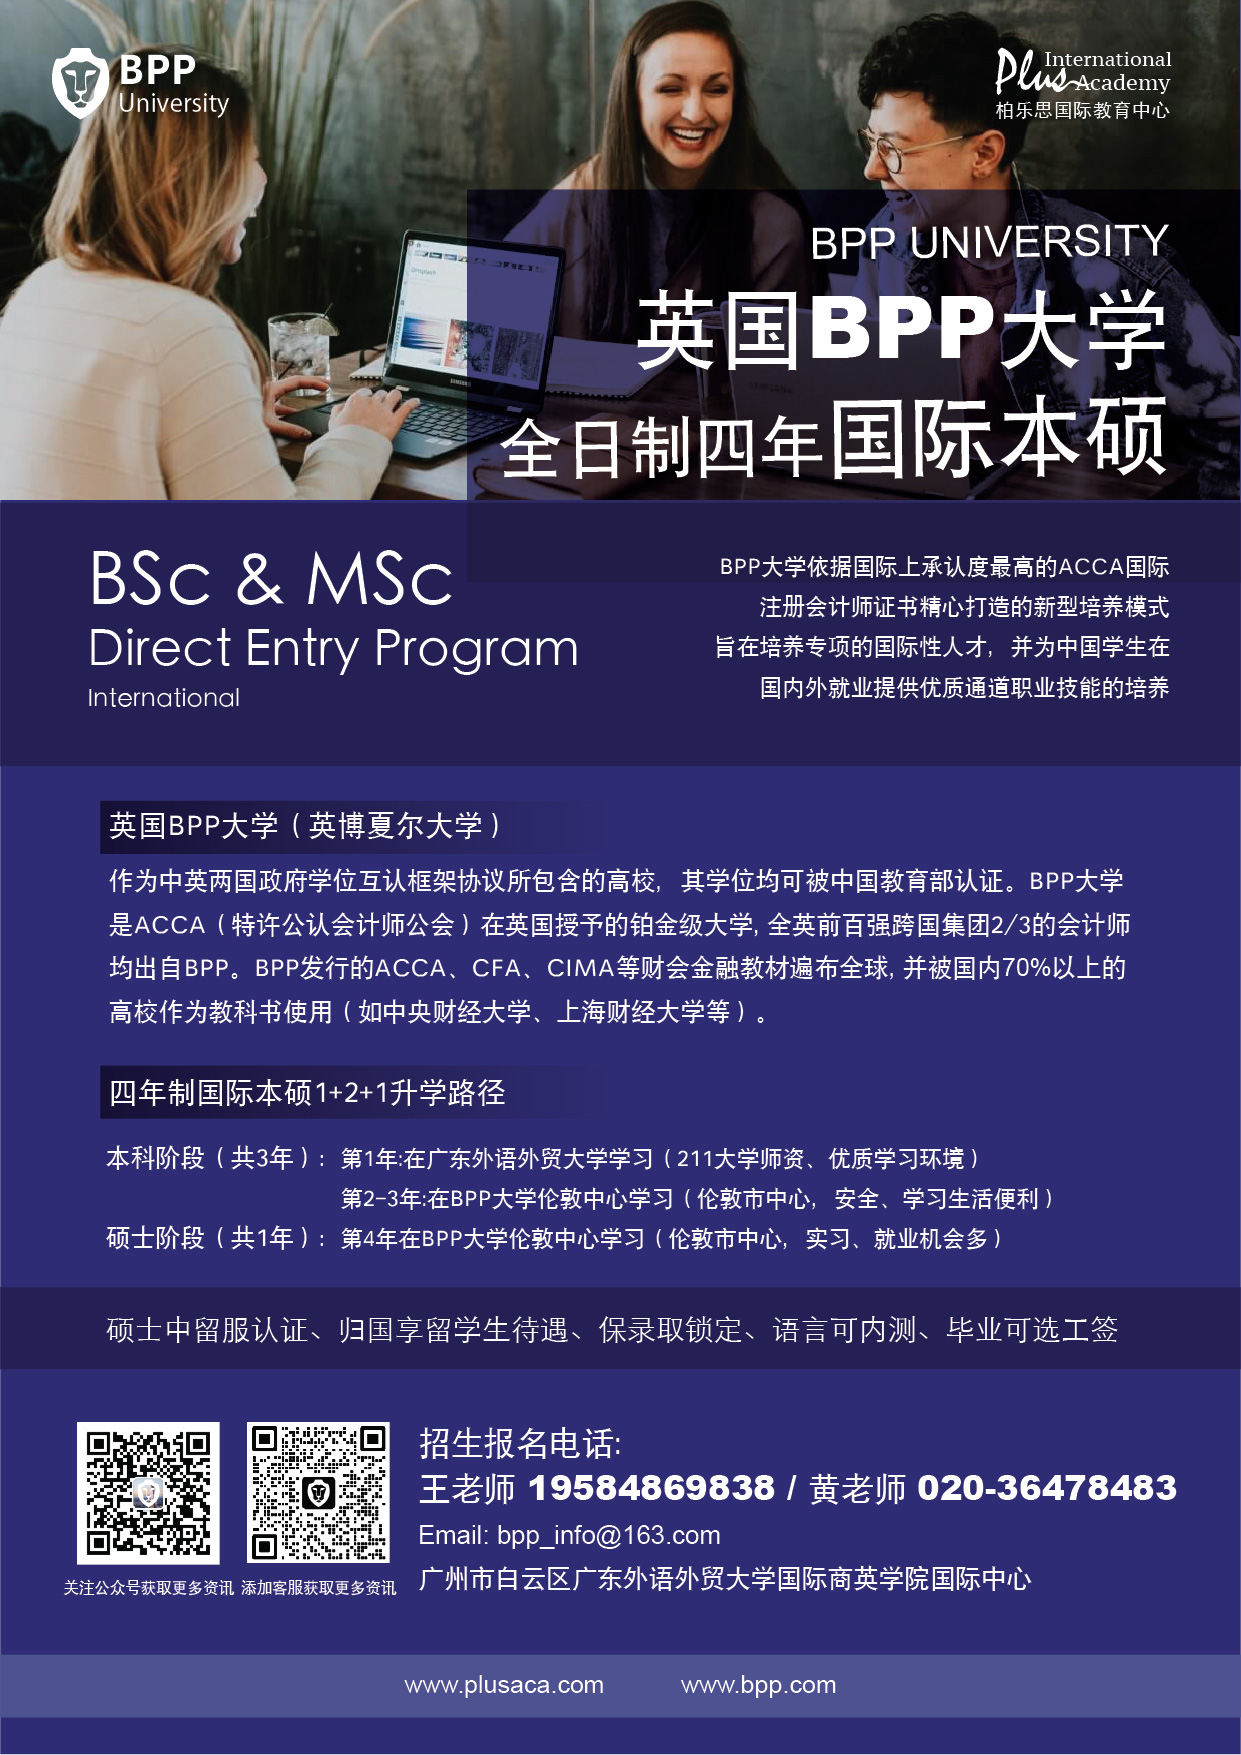 BPP
University
Plus International
Academy
柏乐思国际教育中心
BPP UNIVERSITY
英国BPP大学
全日制四年国际本硕
BSc & MSc
Direct Entry Program
International
BPP大学依据国际上承认度最高的ACCA国际
注册会计师证书精心打造的新型培养模式
旨在培养专项的国际性人才，并为中国学生在
国内外就业提供优质通道职业技能的培养
英国BPP大学（英博夏尔大学）
作为中英两国政府学位互认框架协议所包含的高校，其学位均可被中国教育部认证。BPP大学
是ACCA（特许公认会计师公会）在英国授予的铂金级大学, 全英前百强跨国集团2/3的会计师
均出自BPP。BPP发行的ACCA、CFA、CIMA等财会金融教材遍布全球, 并被国内70%以上的
高校作为教科书使用（如中央财经大学、上海财经大学等）。
四年制国际本硕1+2+1升学路径
本科阶段（共3年）： 第1年:在广东外语外贸大学学习（211大学师资、优质学习环境）
第2-3年:在BPP大学伦敦中心学习（伦敦市中心，安全、学习生活便利）
硕士阶段（共1年）： 第4年在BPP大学伦敦中心学习（伦敦市中心，实习、就业机会多）
硕士中留服认证、归国享留学生待遇、保录取锁定、语言可内测、毕业可选工签
招生报名电话:
王老师 19584869838 / 黄老师 020-36478483
Email: bpp_info@163.com
广州市白云区广东外语外贸大学国际商英学院国际中心
关注公众号获取更多资讯 添加客服获取更多资讯
www.plusaca.com www.bpp.com